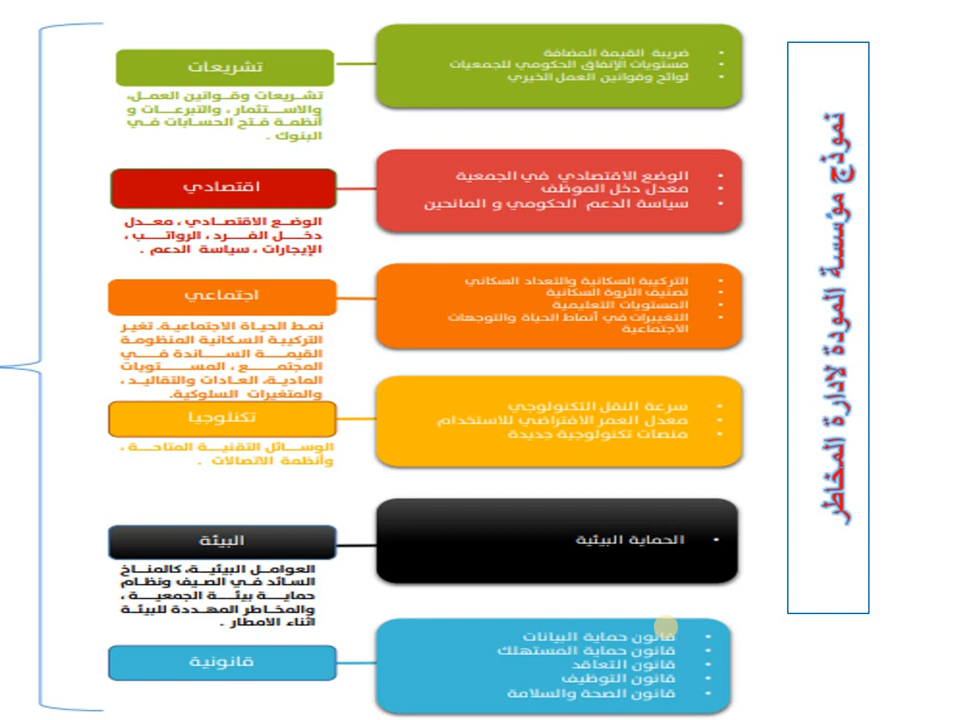 نموذج مؤسسة المودة لادارة المخاطر
ضريبة القيمة المضافة
مستويات الإنفاق الحكومي للجمعيات
لوائح وقوانين العمل الخيري
تشريعات
تشريعات وقوانين العمل،
والاستثمار ، والتبرعات و
أنظمة فتح الحسابات في
البنوك .
الوضع الاقتصادي في الجمعية
معدل دخل الموظف
سياسة الدعم الحكومي و المانحين
اقتصادي
الوضع الاقتصادي ، معدل
دخل الفرد ، الرواتب ،
الإيجارات ، سياسة الدعم .
التركيبة السكانية والتعداد السكاني
تصنيف الثروة السكانية
المستويات التعليمية
التغييرات في أنماط الحياة والتوجهات
الاجتماعية
اجتماعي
نمط الحياة الاجتماعية. تغير
التركيبة السكانية المنظومة
القيمة الساندة في
المجتمع ، المستويات
المادية، العادات والتقاليد ،
والمتغيرات السلوكية.
سرعة النقل التكنولوجي
معدل العمر الافتراضي للاستخدام
منصات تكنولوجية جديدة
تكنلوجيا
الوسائل التقنية المتاحة ،
وأنظمة الاتصالات .
الحماية البيئية
البيئة
العوامل البيئية، كالمناخ
السائد في الصيف ونظام
حماية بيئة الجمعية ،
والمخاطر المهددة للبيئة
اثناء الامطار .
قانون حماية البيانات
قانون حماية المستهلك
قانون التعاقد
قانون التوظيف
قانون الصحة والسلامة
قانونية